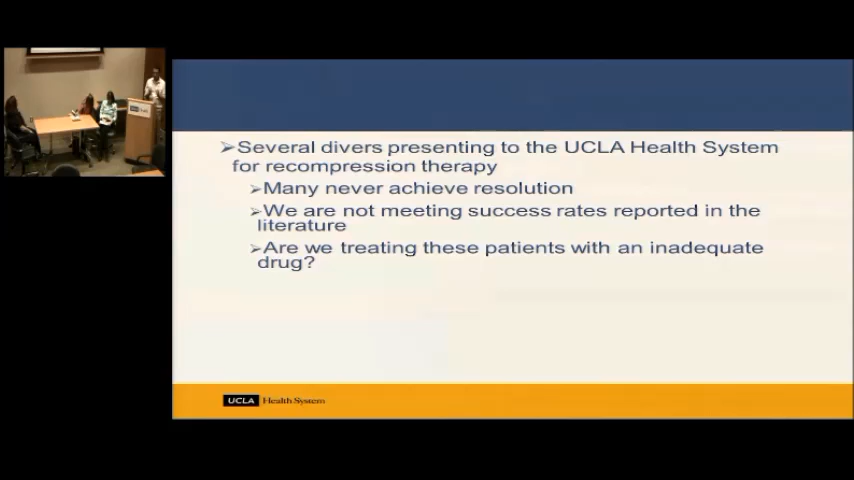 ➢Several divers presenting to the UCLA Health System
for recompression therapy
➢Many never achieve resolution
➢We are not meeting success rates reported in the
literature
➢Are we treating these patients with an inadequate
drug?
UCLA Health System